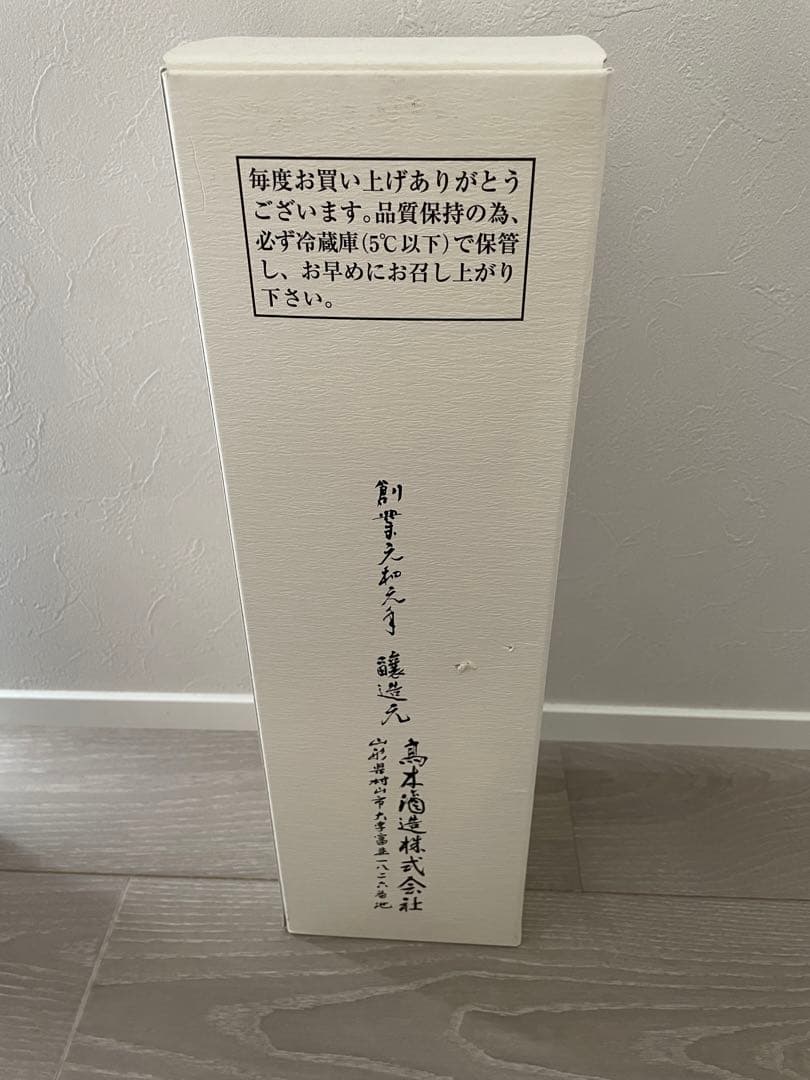 毎度お買い上げありがとう
ございます。品質保持の為、
必ず冷蔵庫(5℃以下)で保管
し、お早めにお召し上がり
下さい。
創業元和元年 醸造元
高木酒造株式会社
山形県村山市大字富並一八二六番地